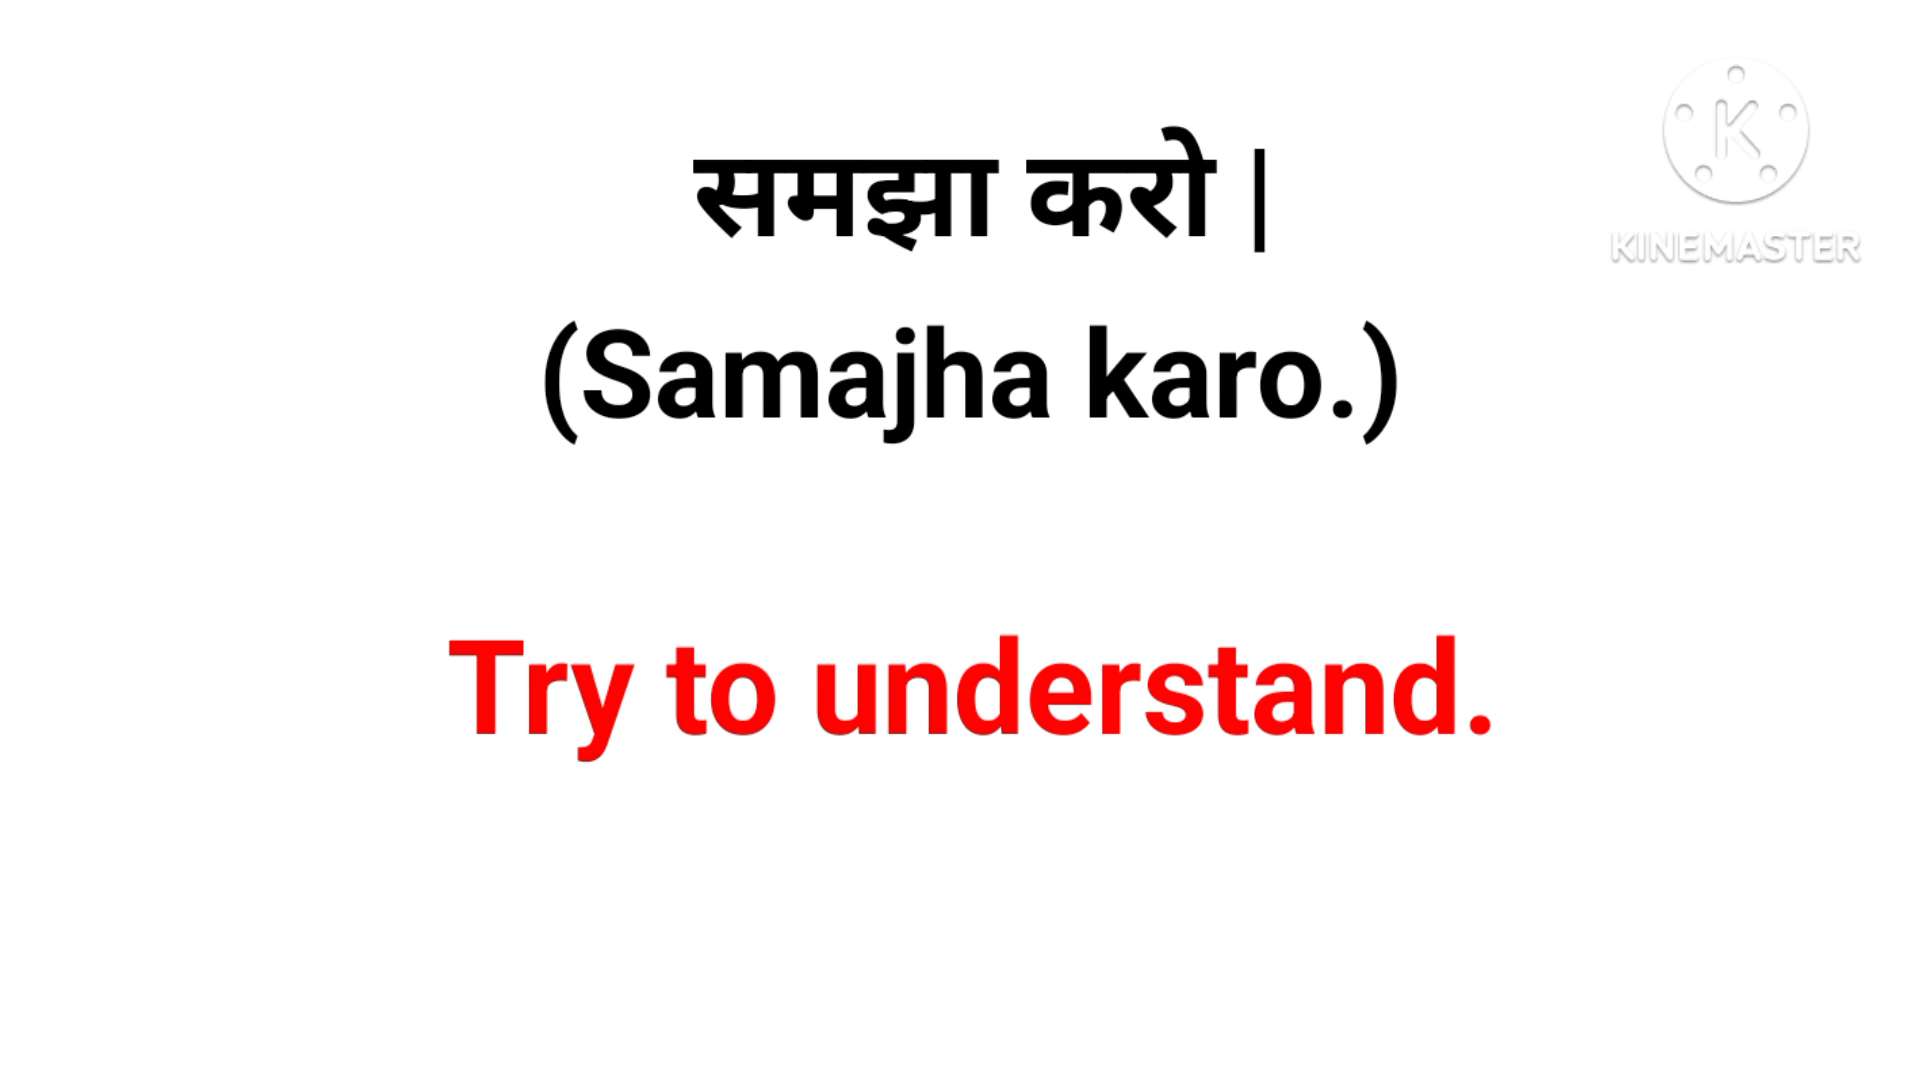 समझा करो |
(Samajha karo.)
Try to understand.
K
KINEMASTER